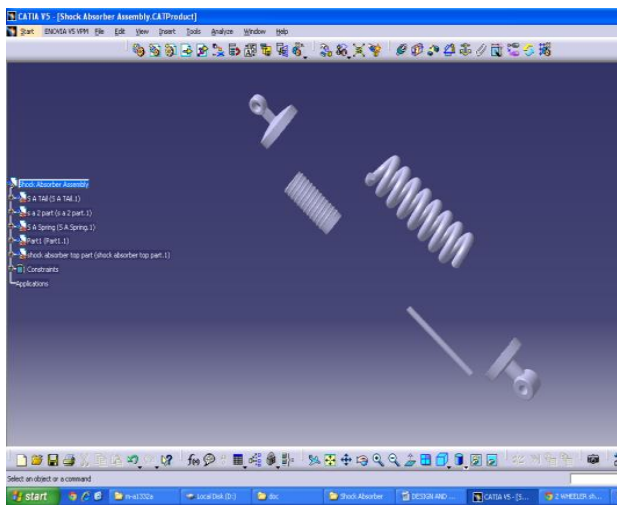 CATIA V5 - [Shock Absorber Assembly.CATProduct]
Start ENOVIA V5 VPM File Edit View Insert Tools Analyze Window Help
Shock Absorber Assembly
S A TAil (S A TAil.1)
s a 2 part (s a 2 part.1)
S A Spring (S A Spring.1)
Part1 (Part1.1)
shock absorber top part (shock absorber top part.1)
Constraints
Applications
f(x)
Select an object or a command
start m-a1332a Local Disk (D:) doc Shock Absorber DESIGN AND ... CATIA V5 - [S... 2 WHEELER sh...